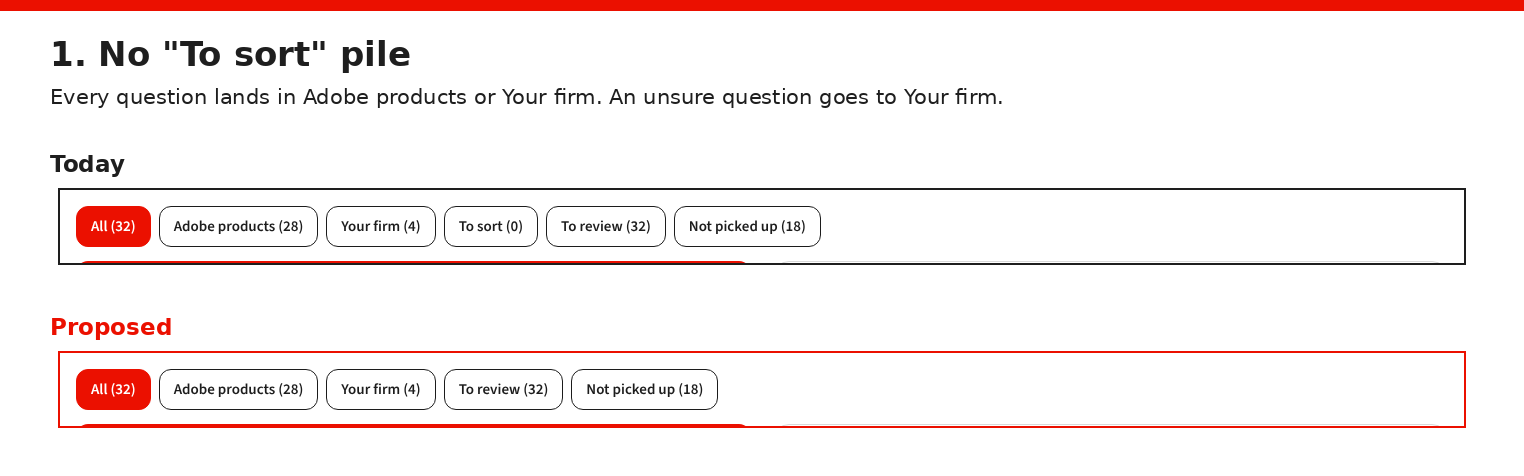 1. No "To sort" pile
Every question lands in Adobe products or Your firm. An unsure question goes to Your firm.
Today
All (32) Adobe products (28) Your firm (4) To sort (0) To review (32) Not picked up (18)
Proposed
All (32) Adobe products (28) Your firm (4) To review (32) Not picked up (18)